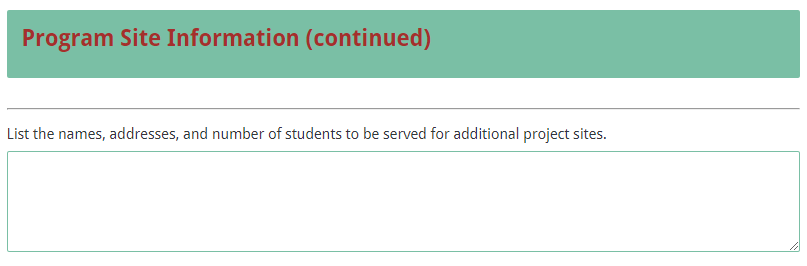 Program Site Information (continued)
List the names, addresses, and number of students to be served for additional project sites.